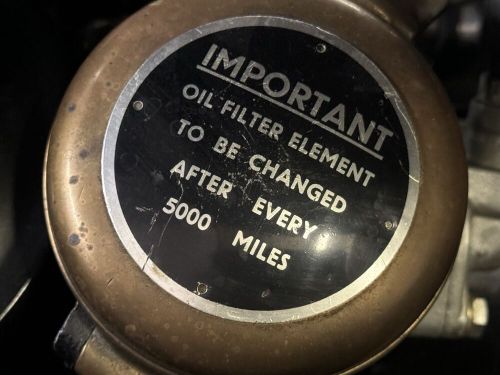 IMPORTANT
OIL FILTER ELEMENT
TO BE CHANGED
AFTER EVERY
5000 MILES